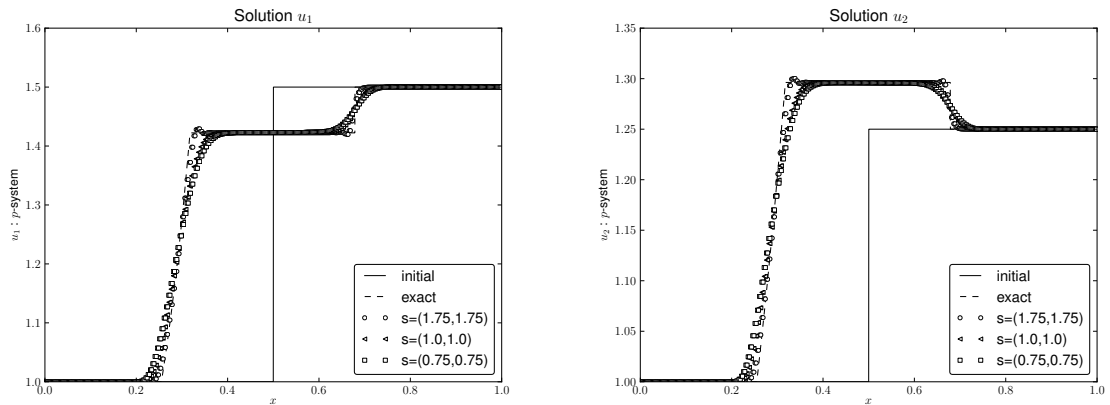 Solution u₁
1.6
1.5
1.4
1.3
1.2
1.1
1.0
u₁ : p-system
0.0 0.2 0.4 0.6 0.8 1.0
x
initial
exact
s=(1.75,1.75)
s=(1.0,1.0)
s=(0.75,0.75)
Solution u₂
1.35
1.30
1.25
1.20
1.15
1.10
1.05
1.00
u₂ : p-system
0.0 0.2 0.4 0.6 0.8 1.0
x
initial
exact
s=(1.75,1.75)
s=(1.0,1.0)
s=(0.75,0.75)